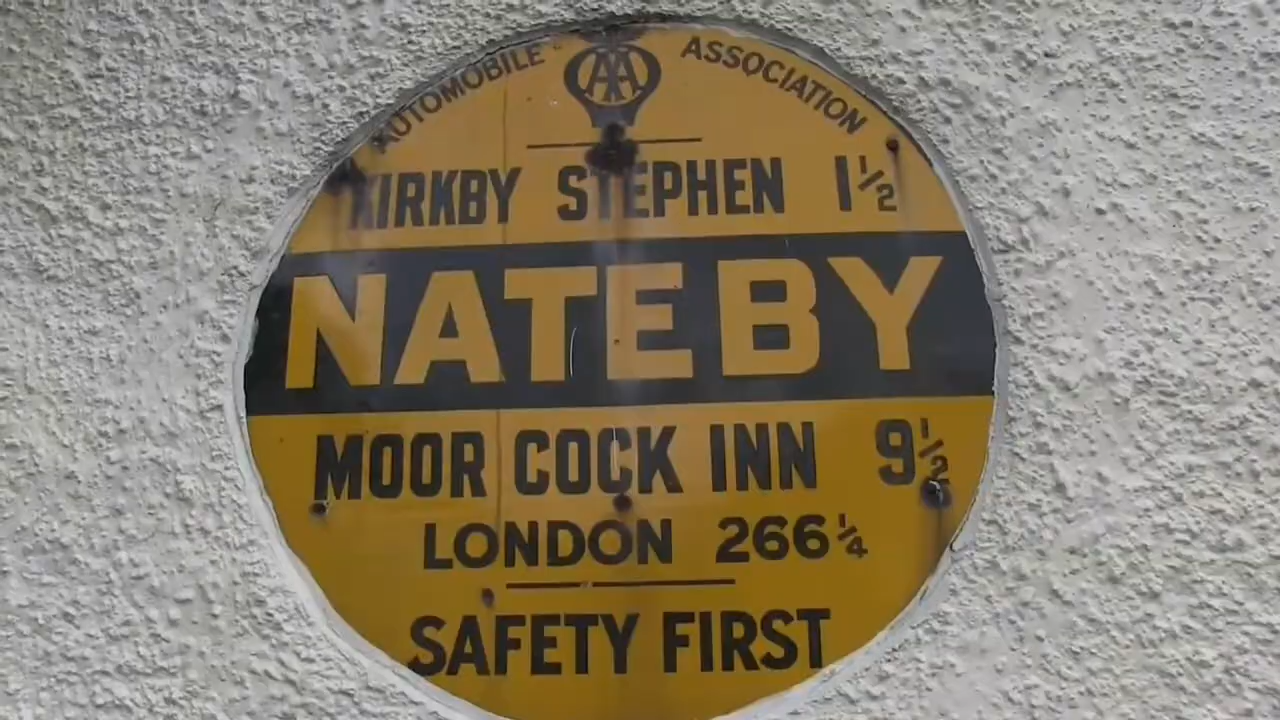 AUTOMOBILE AA ASSOCIATION
KIRKBY STEPHEN 1½
NATEBY
MOOR COCK INN 9½
LONDON 266¼
SAFETY FIRST